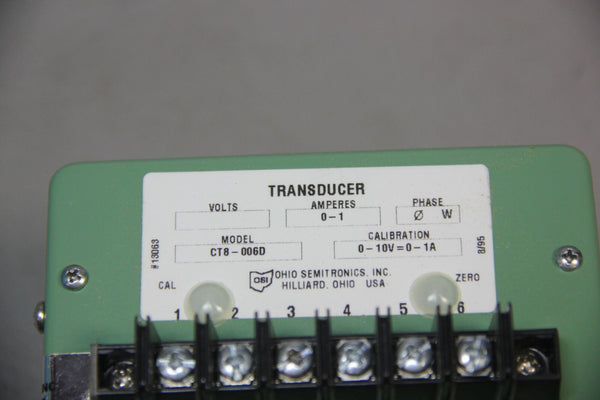 TRANSDUCER
VOLTS AMPERES PHASE
0-1 Ø W
MODEL CALIBRATION
CT8-006D 0-10V=0-1A
#13063
8/95
OSI OHIO SEMITRONICS, INC.
HILLIARD, OHIO USA
CAL ZERO
1 2 3 4 5 6